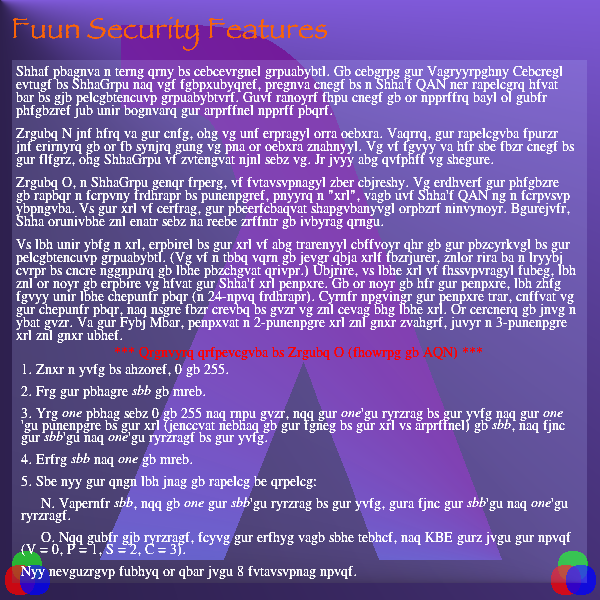 Fuun Security Features
Shhaf pbagnva n terng qrny bs cebcevrgnel grpuabybtl. Gb cebgrpg gur Vagryyrpghny Cebcregl
evtugf bs ShhaGrpu naq vgf fgbpxubyqref, pregnva cnegf bs n Shha'f QAN ner rapelcgrq hfvat
bar bs gjb pelcgbtencuvp grpuabybtvrf. Guvf ranoyrf fhpu cnegf gb or npprffrq bayl ol gubfr
phfgbzref jub unir bognvarq gur arprffnel npprff pbqrf.
Zrgubq N jnf hfrq va gur cnfg, ohg vg unf erpragyl orra oebxra. Vaqrrq, gur rapelcgvba fpurzr
jnf erirnyrq gb or fb synjrq gung vg pna or oebxra znahnyyl. Vg vf fgvyy va hfr sbe fbzr cnegf bs
gur flfgrz, ohg ShhaGrpu vf zvtengvat njnl sebz vg. Jr jvyy abg qvfphff vg shegure.
Zrgubq O, n ShhaGrpu genqr frperg, vf fvtavsvpnagyl zber cbjreshy. Vg erdhverf gur phfgbzre
gb rapbqr n fcrpvny frdhrapr bs punenpgref, pnyyrq n "xrl", vagb uvf Shha'f QAN ng n fcrpvsvp
ybpngvba. Vs gur xrl vf cerfrag, gur pbeerfcbaqvat shapgvbanyvgl orpbzrf ninvynoyr. Bgurejvfr,
Shha orunivbhe znl enatr sebz na reebe zrffntr gb ivbyrag qrngu.
Vs lbh unir ybfg n xrl, erpbirel bs gur xrl vf abg trarenyyl cbffvoyr qhr gb gur pbzcyrkvgl bs gur
pelcgbtencuvp grpuabybtl. (Vg vf n tbbq vqrn gb jevgr qbja xrlf fbzrjurer, znlor rira ba n lryybj
cvrpr bs cncre nggnpurq gb lbhe pbzchgvat qrivpr.) Ubjrire, vs lbhe xrl vf fhssvpvragyl fubeg, lbh
znl or noyr gb erpbire vg hfvat gur Shha'f xrl penpxre. Gb or noyr gb hfr gur penpxre, lbh zhfg
fgvyy unir lbhe chepunfr pbqr (n 24-npvq frdhrapr). Cyrnfr npgvingr gur penpxre trar, cnffvat vg
gur chepunfr pbqr, naq nsgre fbzr crevbq bs gvzr vg znl cevag bhg lbhe xrl. Or cercnerq gb jnvg n
ybat gvzr. Va gur Fybj Mbar, penpxvat n 2-punenpgre xrl znl gnxr zvahgrf, juvyr n 3-punenpgre
xrl znl gnxr ubhef.
*** Qrgnvyrq qrfpevcgvba bs Zrgubq O (fhowrpg gb AQN) ***
1. Znxr n yvfg bs ahzoref, 0 gb 255.
2. Frg gur pbhagre sbb gb mreb.
3. Yrg one pbhag sebz 0 gb 255 naq rnpu gvzr, nqq gur one'gu ryrzrag bs gur yvfg naq gur one
'gu punenpgre bs gur xrl (jenccvat nebhaq gb gur fgneg bs gur xrl vs arprffnel) gb sbb, naq fjnc
gur sbb'gu naq one'gu ryrzragf bs gur yvfg.
4. Erfrg sbb naq one gb mreb.
5. Sbe nyy gur qngn lbh jnag gb rapelcg be qrpelcg:
N. Vapernfr sbb, nqq gb one gur sbb'gu ryrzrag bs gur yvfg, gura fjnc gur sbb'gu naq one'gu
ryrzragf.
O. Nqq gubfr gjb ryrzragf, fcyvg gur erfhyg vagb sbhe tebhcf, naq KBE gurz jvgu gur npvqf
(V = 0, P = 1, S = 2, C = 3).
Nyy nevguzrgvp fubhyq or qbar jvgu 8 fvtavsvpnag npvqf.